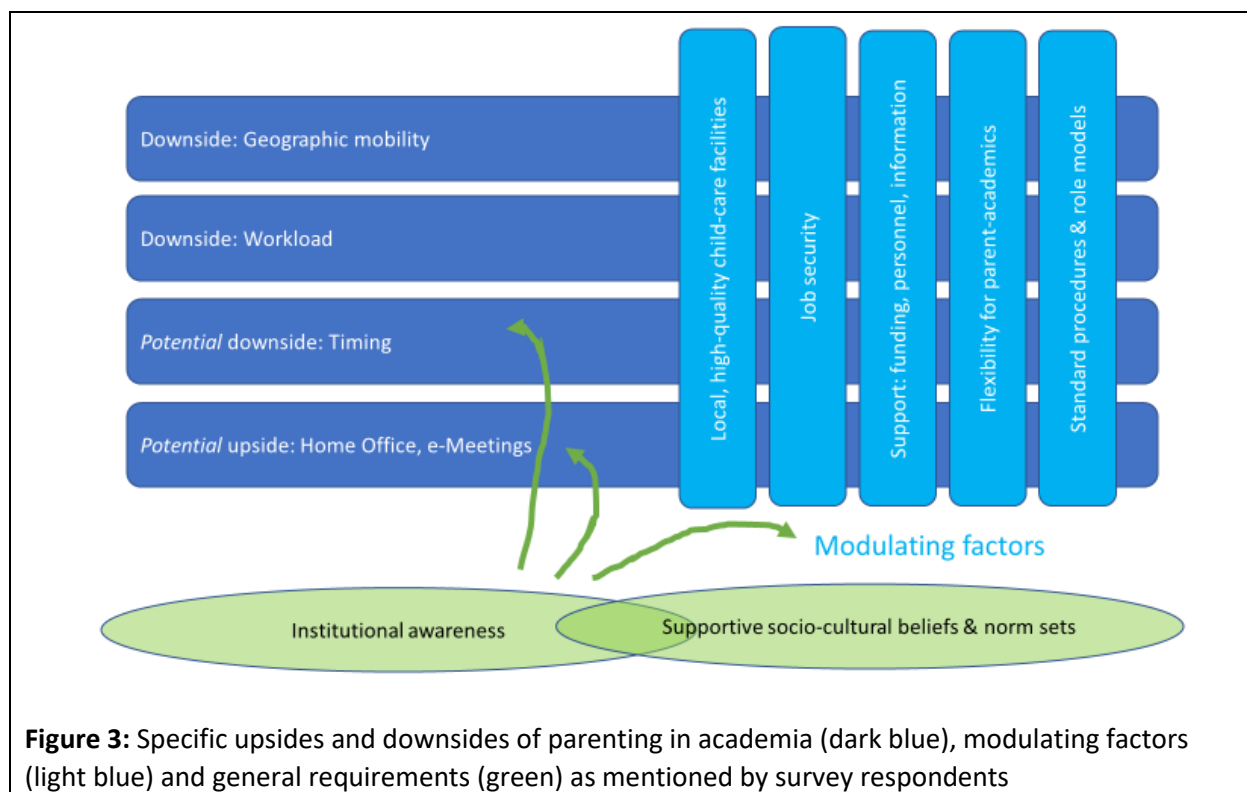 Downside: Geographic mobility
Downside: Workload
Potential downside: Timing
Potential upside: Home Office, e-Meetings
Local, high-quality child-care facilities
Job security
Support: funding, personnel, information
Flexibility for parent-academics
Standard procedures & role models
Modulating factors
Institutional awareness
Supportive socio-cultural beliefs & norm sets
Figure 3: Specific upsides and downsides of parenting in academia (dark blue), modulating factors
(light blue) and general requirements (green) as mentioned by survey respondents